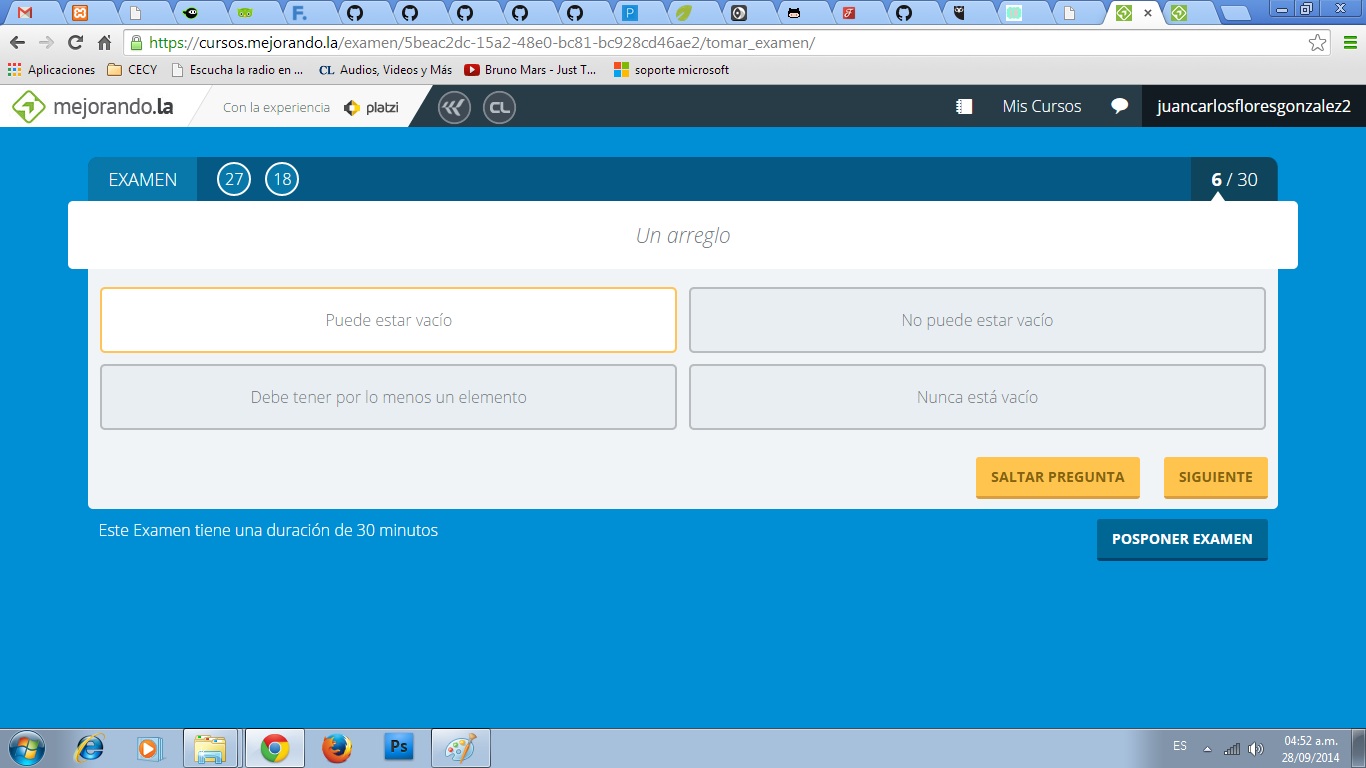 https://cursos.mejorando.la/examen/5beac2dc-15a2-48e0-bc81-bc928cd46ae2/tomar_examen/
Aplicaciones CECY Escucha la radio en ... CL Audios, Videos y Más Bruno Mars - Just T... soporte microsoft
mejorando.la Con la experiencia platzi CL Mis Cursos juancarlosfloresgonzalez2
EXAMEN 27 18 6 / 30
Un arreglo
Puede estar vacío No puede estar vacío
Debe tener por lo menos un elemento Nunca está vacío
SALTAR PREGUNTA SIGUIENTE
Este Examen tiene una duración de 30 minutos
POSPONER EXAMEN
Ps ES 04:52 a.m.
28/09/2014